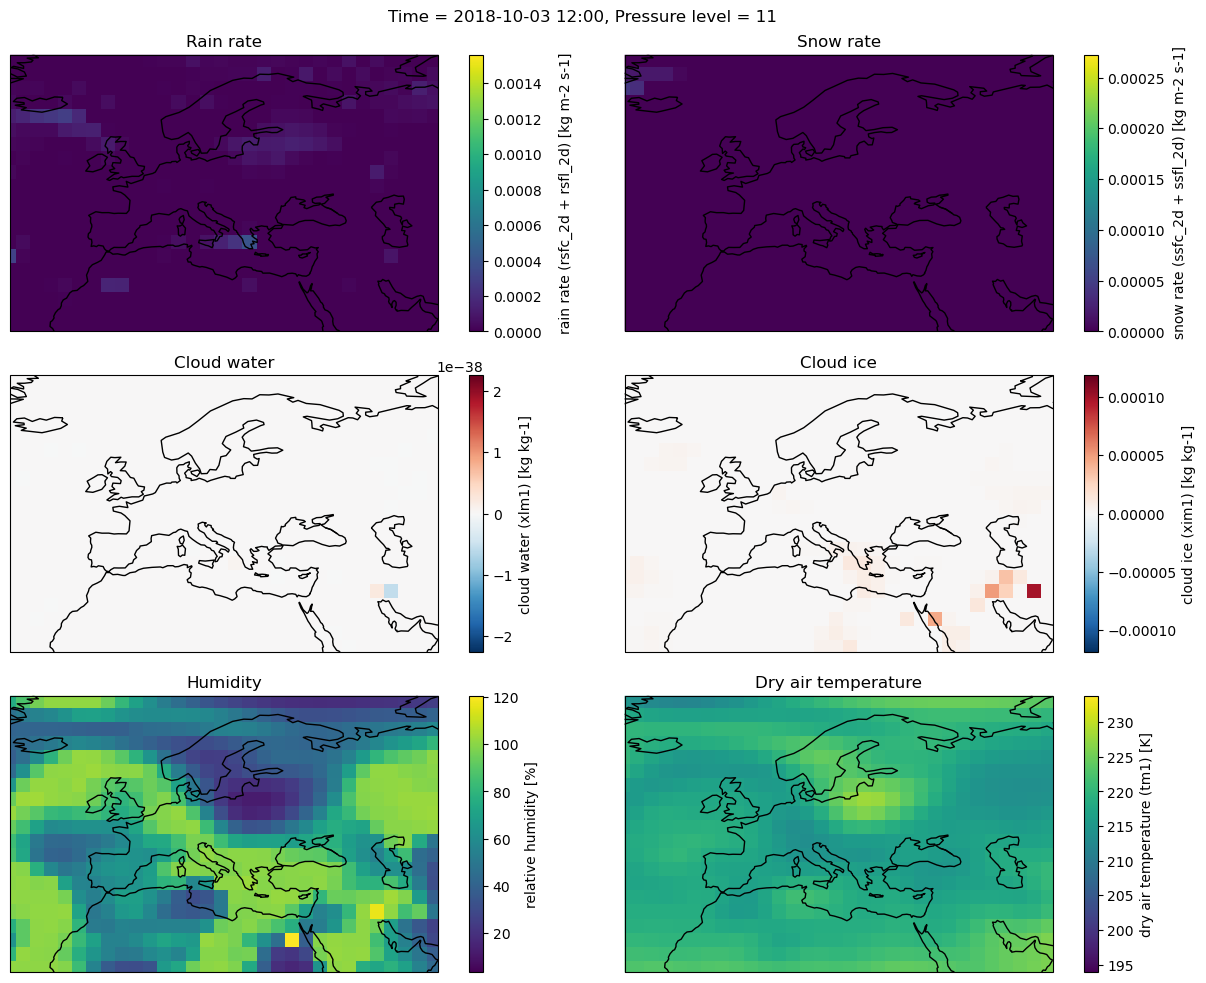 Time = 2018-10-03 12:00, Pressure level = 11
Rain rate
0.0014
0.0012
0.0010
0.0008
0.0006
0.0004
0.0002
0.0000
rain rate (rsfc_2d + rsfl_2d) [kg m-2 s-1]
Snow rate
0.00025
0.00020
0.00015
0.00010
0.00005
0.00000
snow rate (ssfc_2d + ssfl_2d) [kg m-2 s-1]
Cloud water
1e−38
2
1
0
−1
−2
cloud water (xlm1) [kg kg-1]
Cloud ice
0.00010
0.00005
0.00000
−0.00005
−0.00010
cloud ice (xim1) [kg kg-1]
Humidity
120
100
80
60
40
20
relative humidity [%]
Dry air temperature
230
225
220
215
210
205
200
195
dry air temperature (tm1) [K]